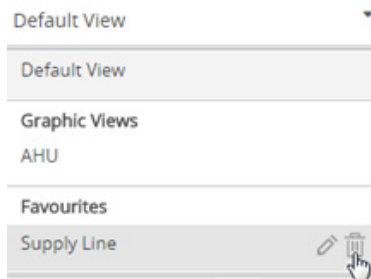 Default View
Default View
Graphic Views
AHU
Favourites
Supply Line